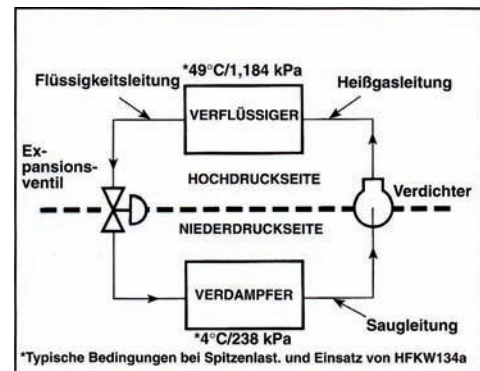 *49°C/1,184 kPa
Flüssigkeitsleitung
Heißgasleitung
VERFLÜSSIGER
Ex-
pansions-
ventil
HOCHDRUCKSEITE
Verdichter
NIEDERDRUCKSEITE
VERDAMPFER
Saugleitung
*4°C/238 kPa
*Typische Bedingungen bei Spitzenlast. und Einsatz von HFKW134a